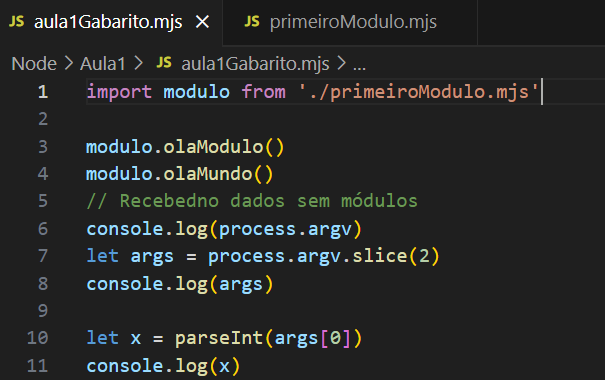 JS aula1Gabarito.mjs × JS primeiroModulo.mjs
Node > Aula1 > JS aula1Gabarito.mjs > ...
1 import modulo from './primeiroModulo.mjs'
2
3 modulo.olaModulo()
4 modulo.olaMundo()
5 // Recebedno dados sem módulos
6 console.log(process.argv)
7 let args = process.argv.slice(2)
8 console.log(args)
9
10 let x = parseInt(args[0])
11 console.log(x)